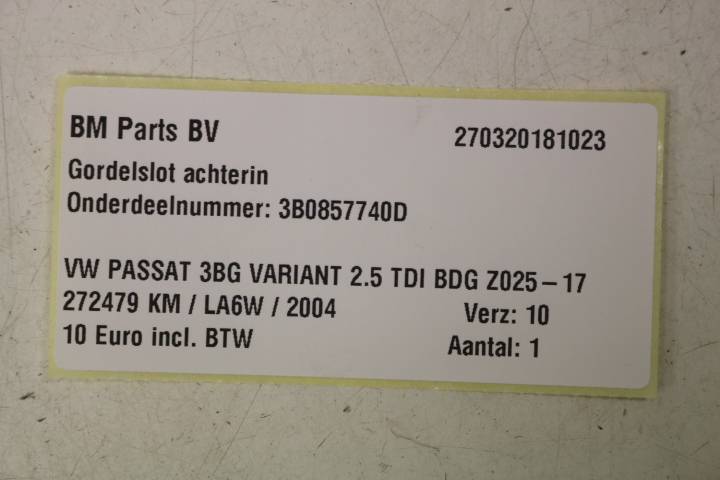 BM Parts BV 270320181023
Gordelslot achterin
Onderdeelnummer: 3B0857740D
VW PASSAT 3BG VARIANT 2.5 TDI BDG Z025-17
272479 KM / LA6W / 2004 Verz: 10
10 Euro incl. BTW Aantal: 1